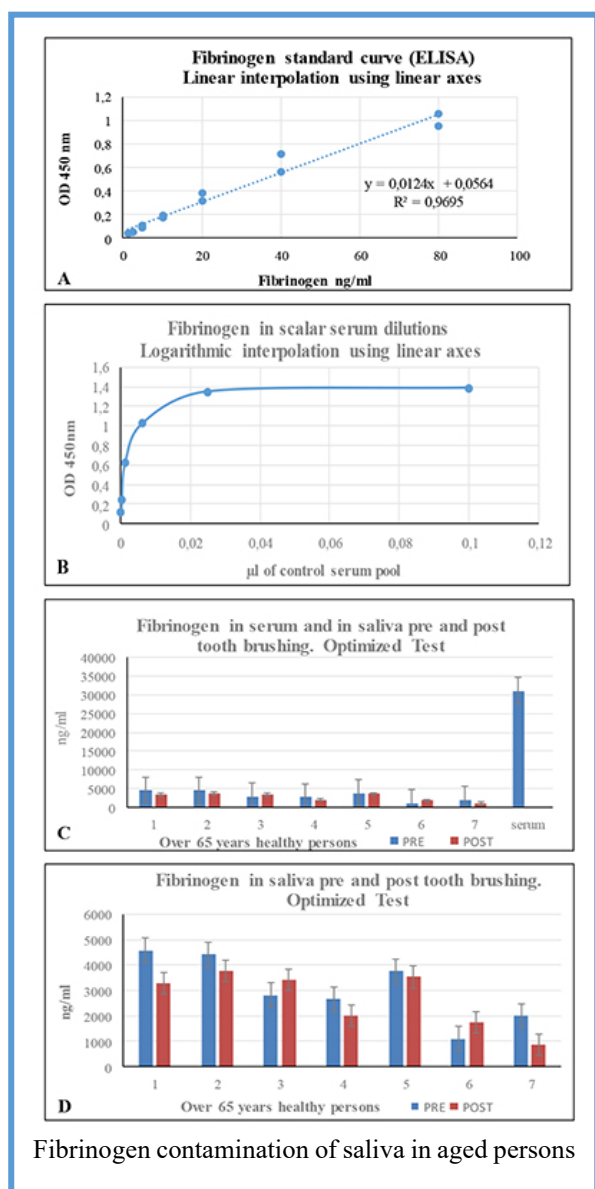 Fibrinogen standard curve (ELISA)
Linear interpolation using linear axes
1,2
1
0,8
0,6
0,4
0,2
0
OD 450 nm
y = 0,0124x + 0,0564
R² = 0,9695
0 20 40 60 80 100
A Fibrinogen ng/ml
Fibrinogen in scalar serum dilutions
Logarithmic interpolation using linear axes
1,6
1,4
1,2
1
0,8
0,6
0,4
0,2
0
OD 450nm
0 0,02 0,04 0,06 0,08 0,1 0,12
B µl of control serum pool
Fibrinogen in serum and in saliva pre and post
tooth brushing. Optimized Test
40000
35000
30000
25000
20000
15000
10000
5000
0
ng/ml
1 2 3 4 5 6 7 serum
C Over 65 years healthy persons PRE POST
Fibrinogen in saliva pre and post tooth brushing.
Optimized Test
6000
5000
4000
3000
2000
1000
0
ng/ml
1 2 3 4 5 6 7
D Over 65 years healthy persons PRE POST
Fibrinogen contamination of saliva in aged persons